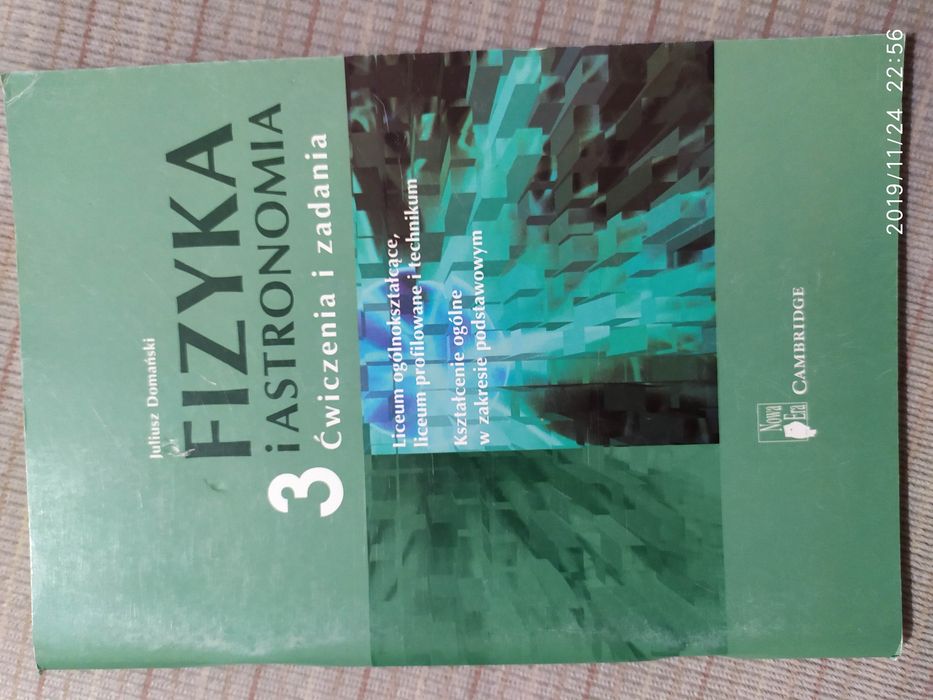 Juliusz Domański
FIZYKA
i ASTRONOMIA
3 Ćwiczenia i zadania
Liceum ogólnokształcące,
liceum profilowane i technikum
Kształcenie ogólne
w zakresie podstawowym
Nowa
Era
CAMBRIDGE
2019/11/24 22:56